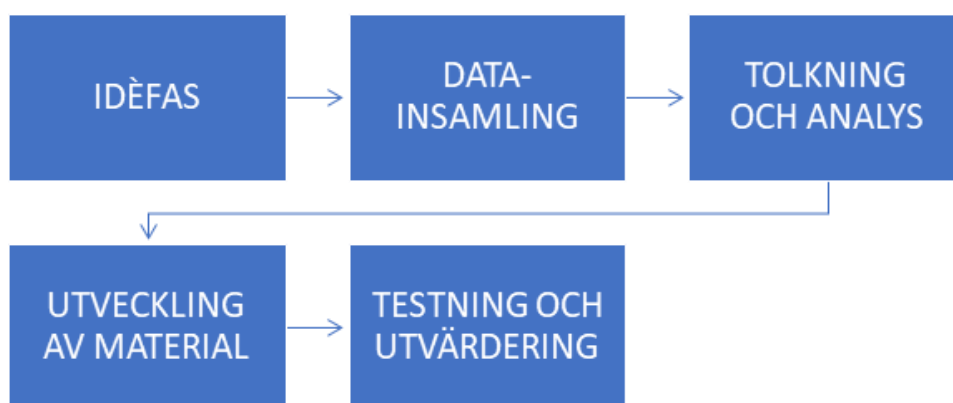 IDÈFAS
DATA-
INSAMLING
TOLKNING
OCH ANALYS
UTVECKLING
AV MATERIAL
TESTNING OCH
UTVÄRDERING